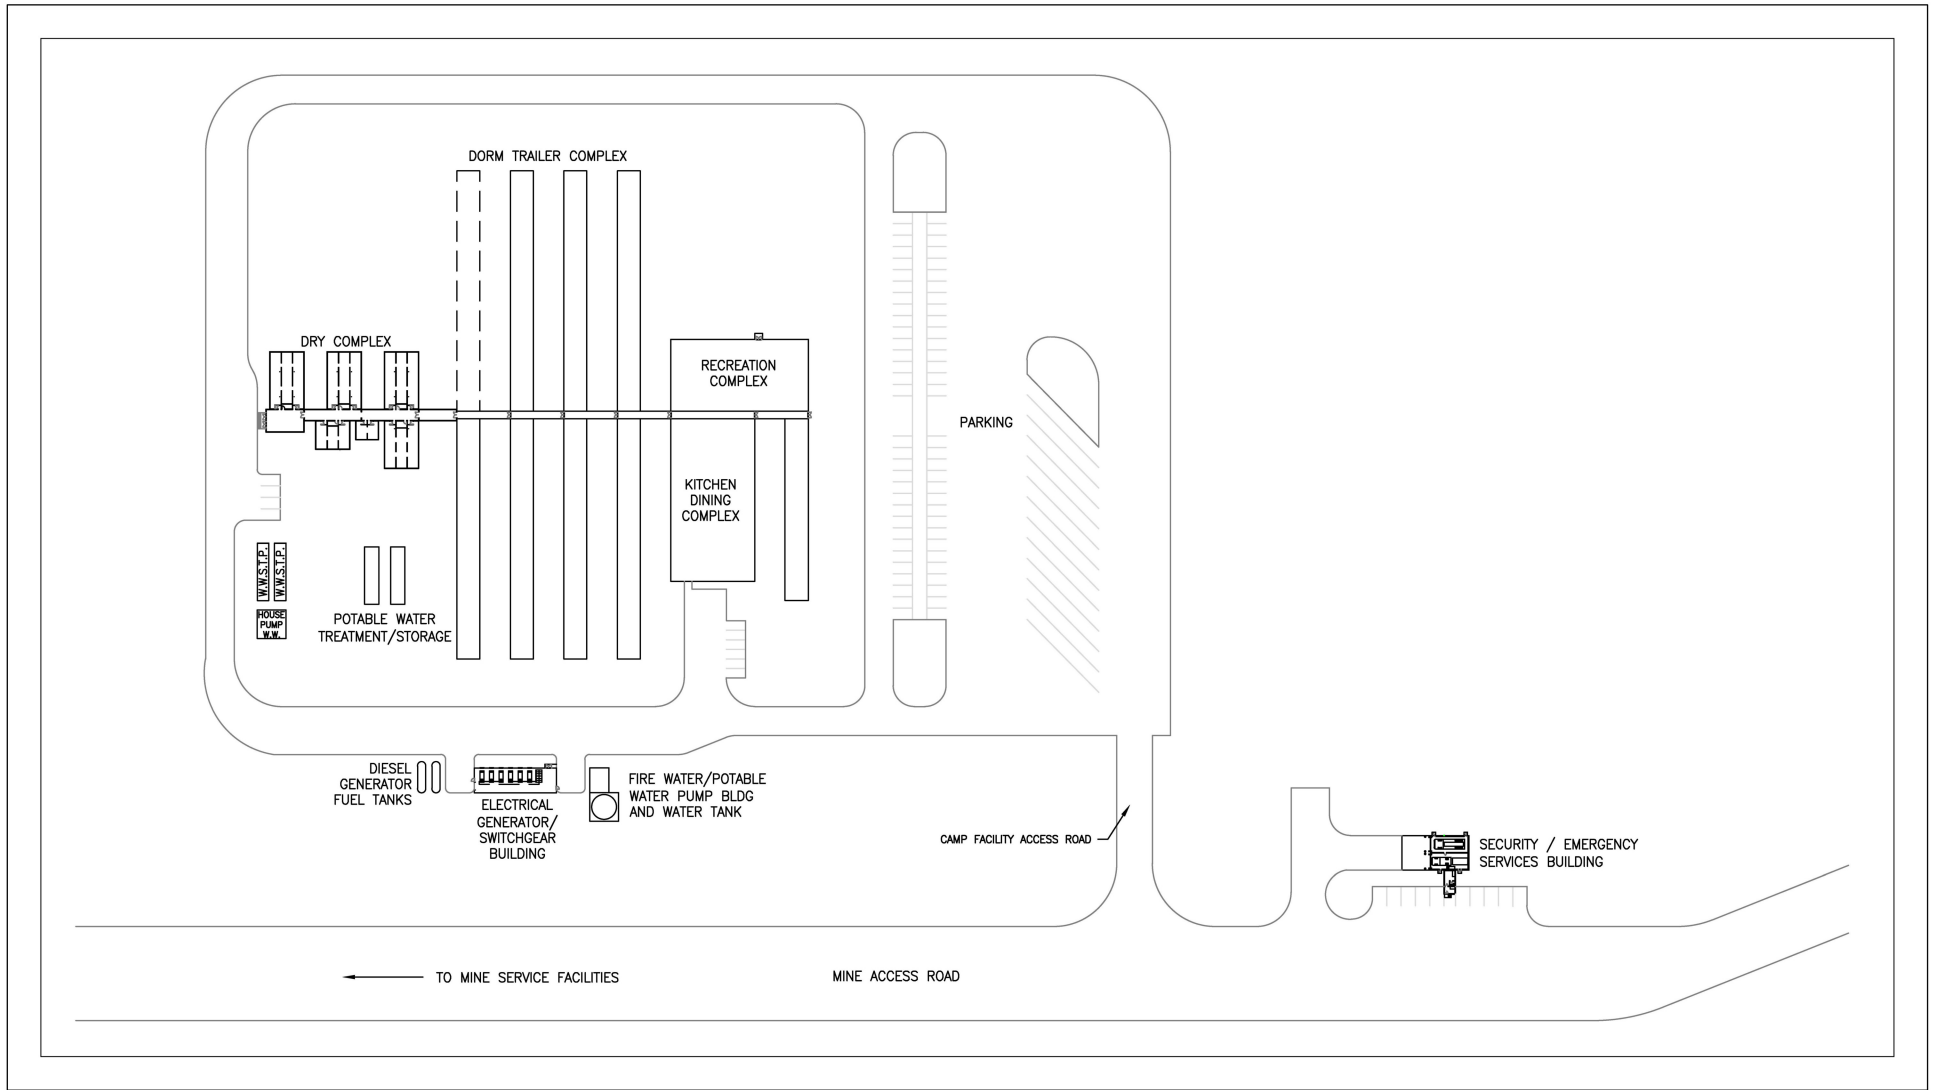 DORM TRAILER COMPLEX
DRY COMPLEX
RECREATION
COMPLEX
PARKING
KITCHEN
DINING
COMPLEX
W.W.S.T.P.
W.W.S.T.P.
HOUSE
PUMP
W.W.
POTABLE WATER
TREATMENT/STORAGE
DIESEL
GENERATOR
FUEL TANKS
ELECTRICAL
GENERATOR/
SWITCHGEAR
BUILDING
FIRE WATER/POTABLE
WATER PUMP BLDG
AND WATER TANK
CAMP FACILITY ACCESS ROAD
SECURITY / EMERGENCY
SERVICES BUILDING
TO MINE SERVICE FACILITIES
MINE ACCESS ROAD